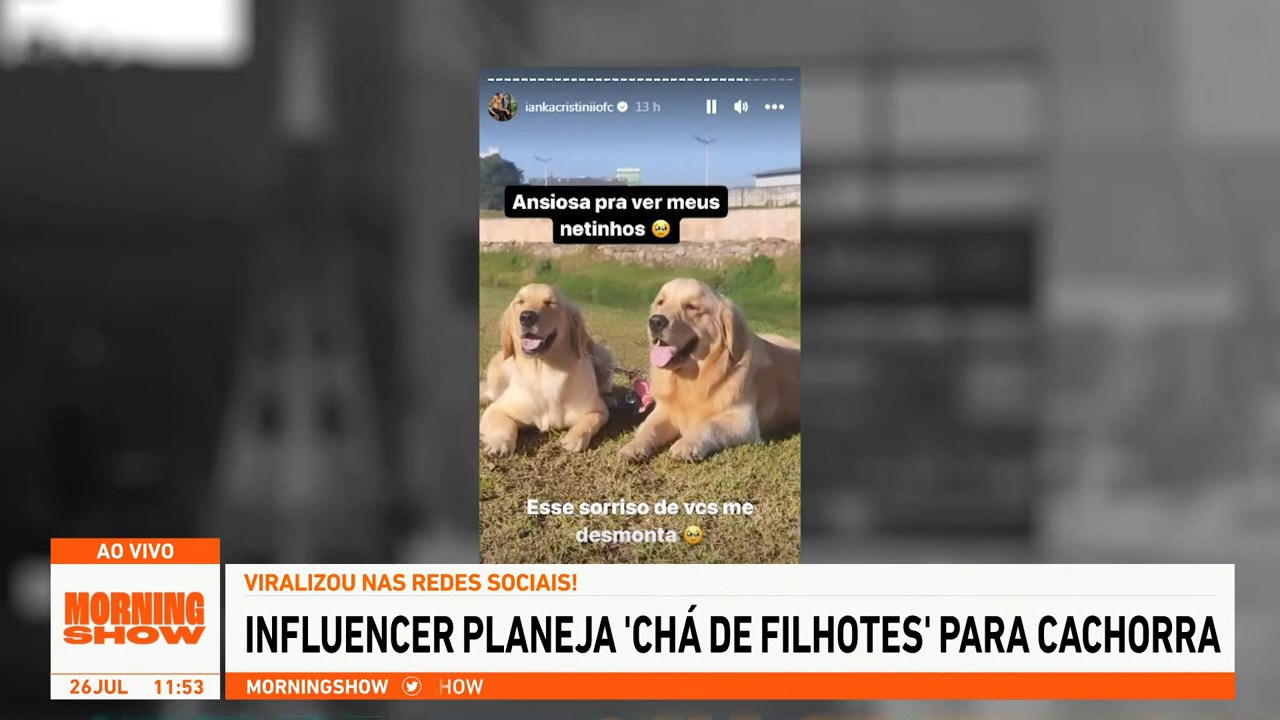 iankacristiniiofc 13 h
Ansiosa pra ver meus
netinhos 🥹
Esse sorriso de vcs me
desmonta 🥹
AO VIVO
MORNING
SHOW
26JUL 11:53
VIRALIZOU NAS REDES SOCIAIS!
INFLUENCER PLANEJA 'CHÁ DE FILHOTES' PARA CACHORRA
MORNINGSHOW HOW